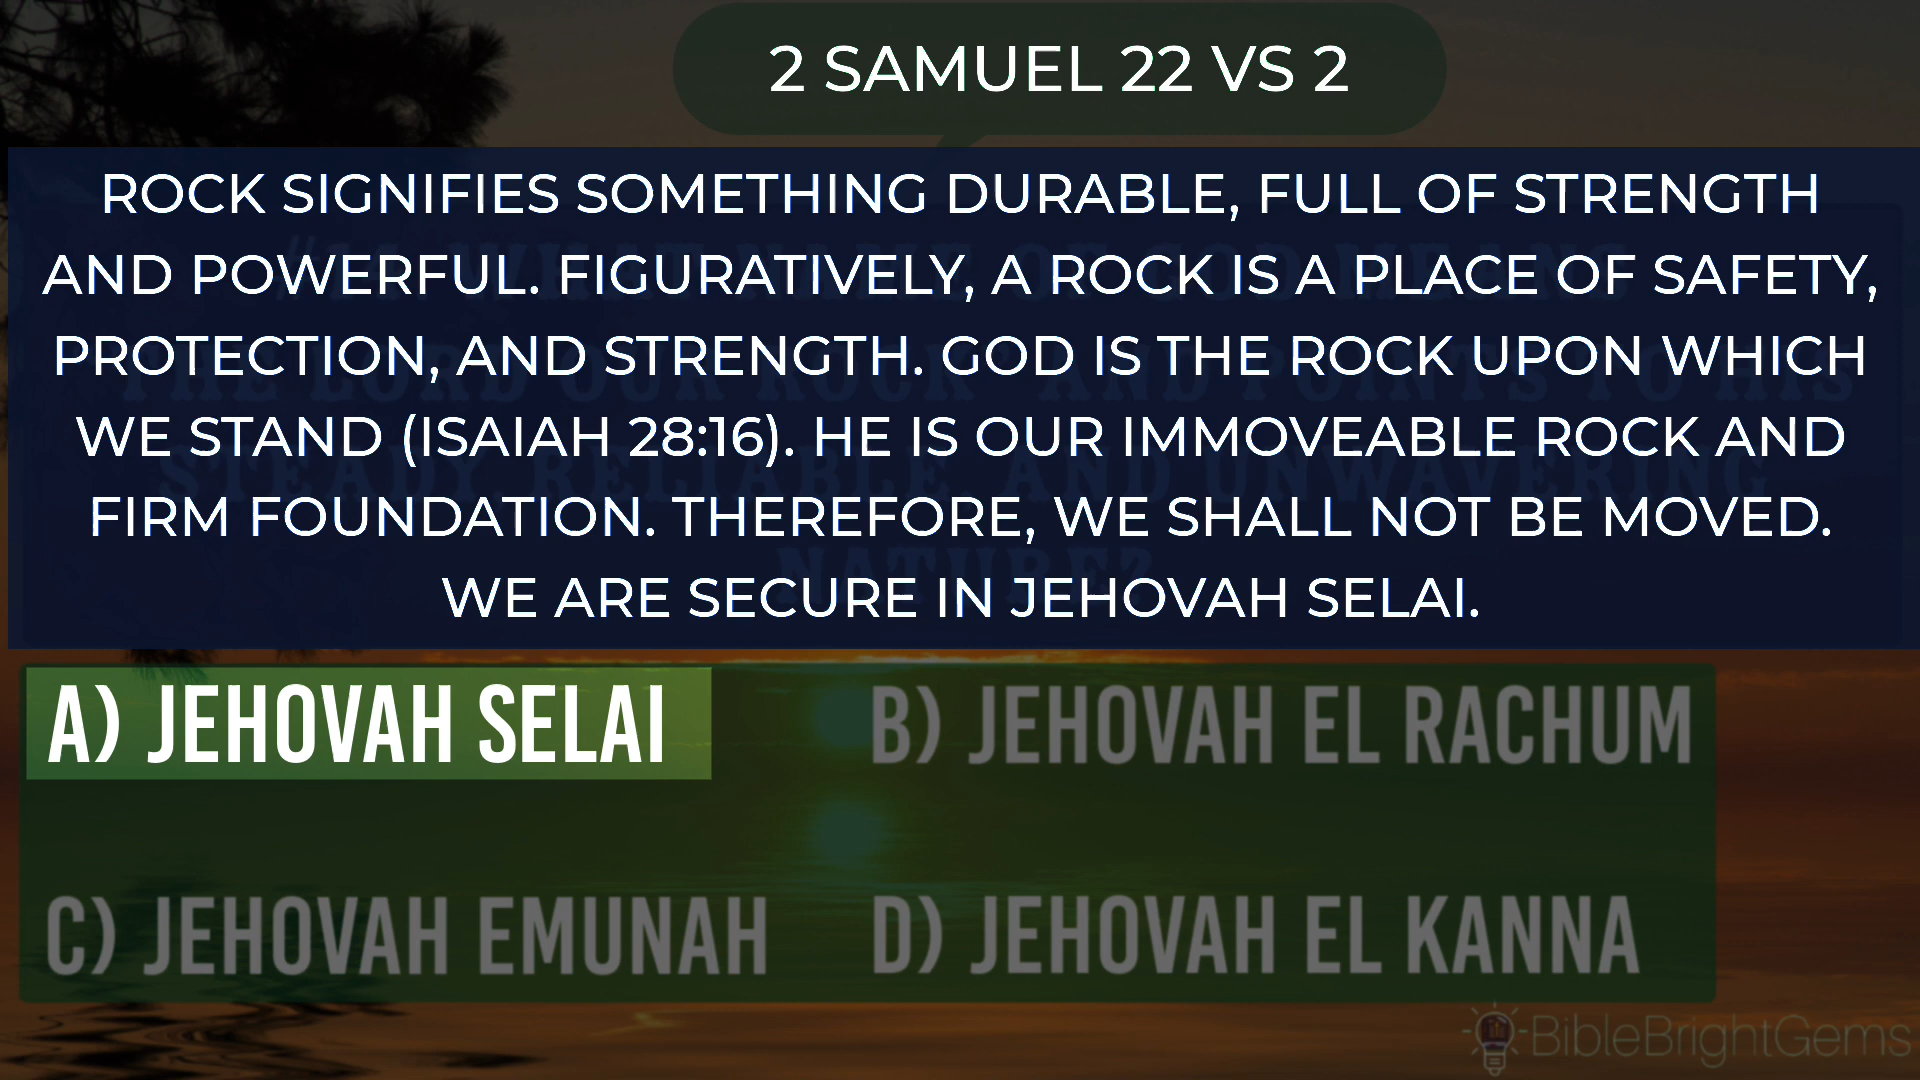 2 SAMUEL 22 VS 2
ROCK SIGNIFIES SOMETHING DURABLE, FULL OF STRENGTH
AND POWERFUL. FIGURATIVELY, A ROCK IS A PLACE OF SAFETY,
PROTECTION, AND STRENGTH. GOD IS THE ROCK UPON WHICH
WE STAND (ISAIAH 28:16). HE IS OUR IMMOVEABLE ROCK AND
FIRM FOUNDATION. THEREFORE, WE SHALL NOT BE MOVED.
WE ARE SECURE IN JEHOVAH SELAI.
A) JEHOVAH SELAI
B) JEHOVAH EL RACHUM
C) JEHOVAH EMUNAH
D) JEHOVAH EL KANNA
BibleBrightGems